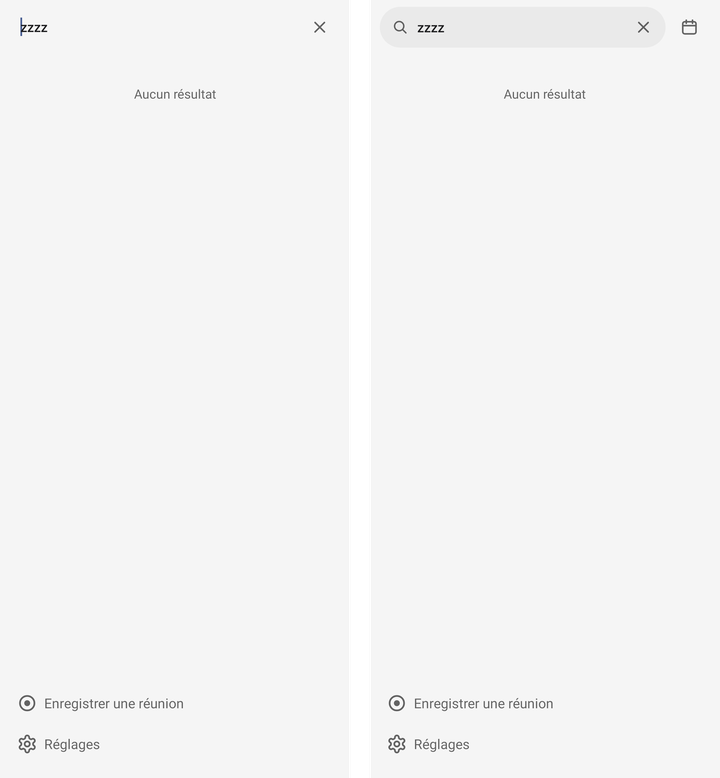 zzzz
Aucun résultat
Enregistrer une réunion
Réglages
zzzz
Aucun résultat
Enregistrer une réunion
Réglages